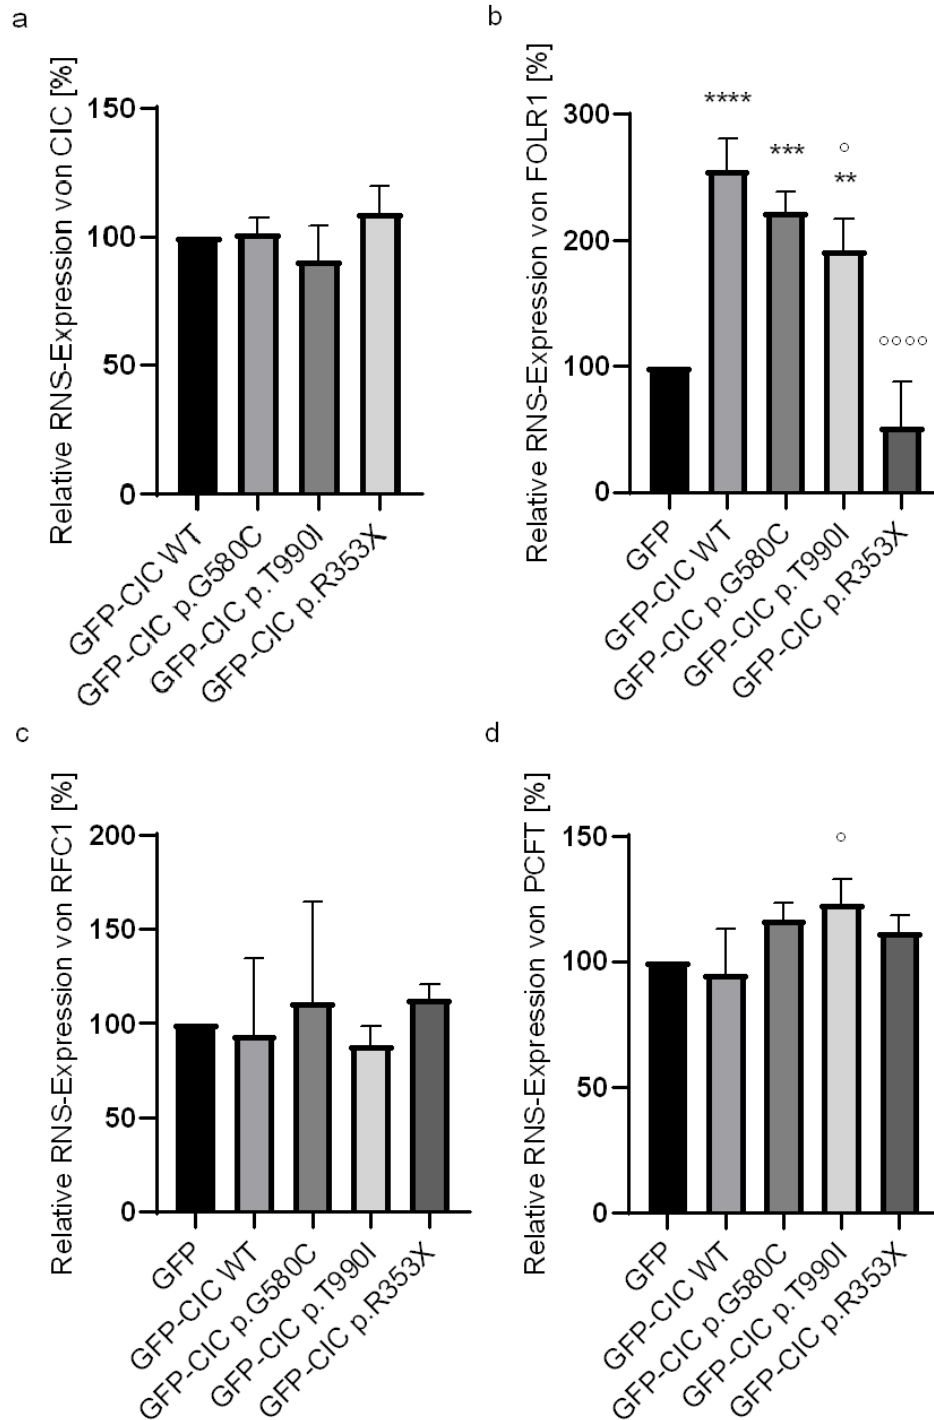 a
Relative RNS-Expression von CIC [%]
150
100
50
0
GFP-CIC WT
GFP-CIC p.G580C
GFP-CIC p.T990I
GFP-CIC p.R353X
b
Relative RNS-Expression von FOLR1 [%]
300
200
100
0
****
***
°
**
°°°°
GFP
GFP-CIC WT
GFP-CIC p.G580C
GFP-CIC p.T990I
GFP-CIC p.R353X
c
Relative RNS-Expression von RFC1 [%]
200
150
100
50
0
GFP
GFP-CIC WT
GFP-CIC p.G580C
GFP-CIC p.T990I
GFP-CIC p.R353X
d
Relative RNS-Expression von PCFT [%]
150
100
50
0
°
GFP
GFP-CIC WT
GFP-CIC p.G580C
GFP-CIC p.T990I
GFP-CIC p.R353X